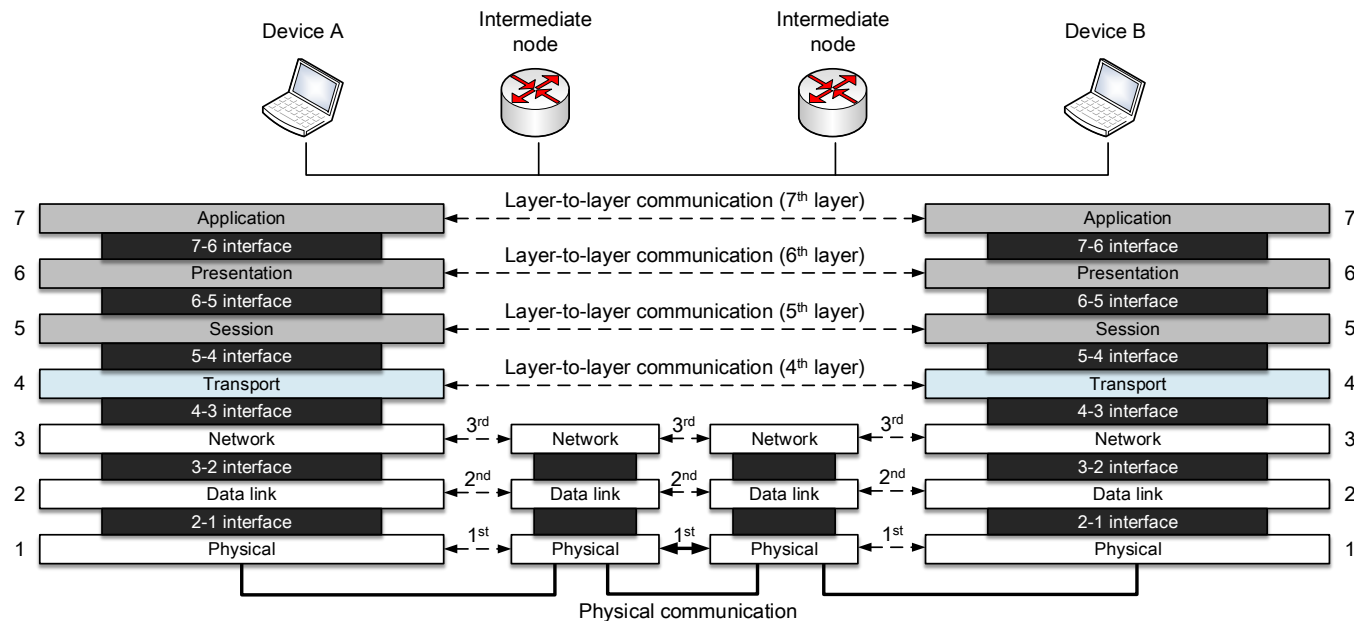 Device A
Intermediate
node
Intermediate
node
Device B
Layer-to-layer communication (7th layer)
7 Application Application 7
7-6 interface 7-6 interface
Layer-to-layer communication (6th layer)
6 Presentation Presentation 6
6-5 interface 6-5 interface
Layer-to-layer communication (5th layer)
5 Session Session 5
5-4 interface 5-4 interface
Layer-to-layer communication (4th layer)
4 Transport Transport 4
4-3 interface 4-3 interface
3 Network 3rd Network 3rd Network 3rd Network 3
3-2 interface 3-2 interface
2 Data link 2nd Data link 2nd Data link 2nd Data link 2
2-1 interface 2-1 interface
1 Physical 1st Physical 1st Physical 1st Physical 1
Physical communication